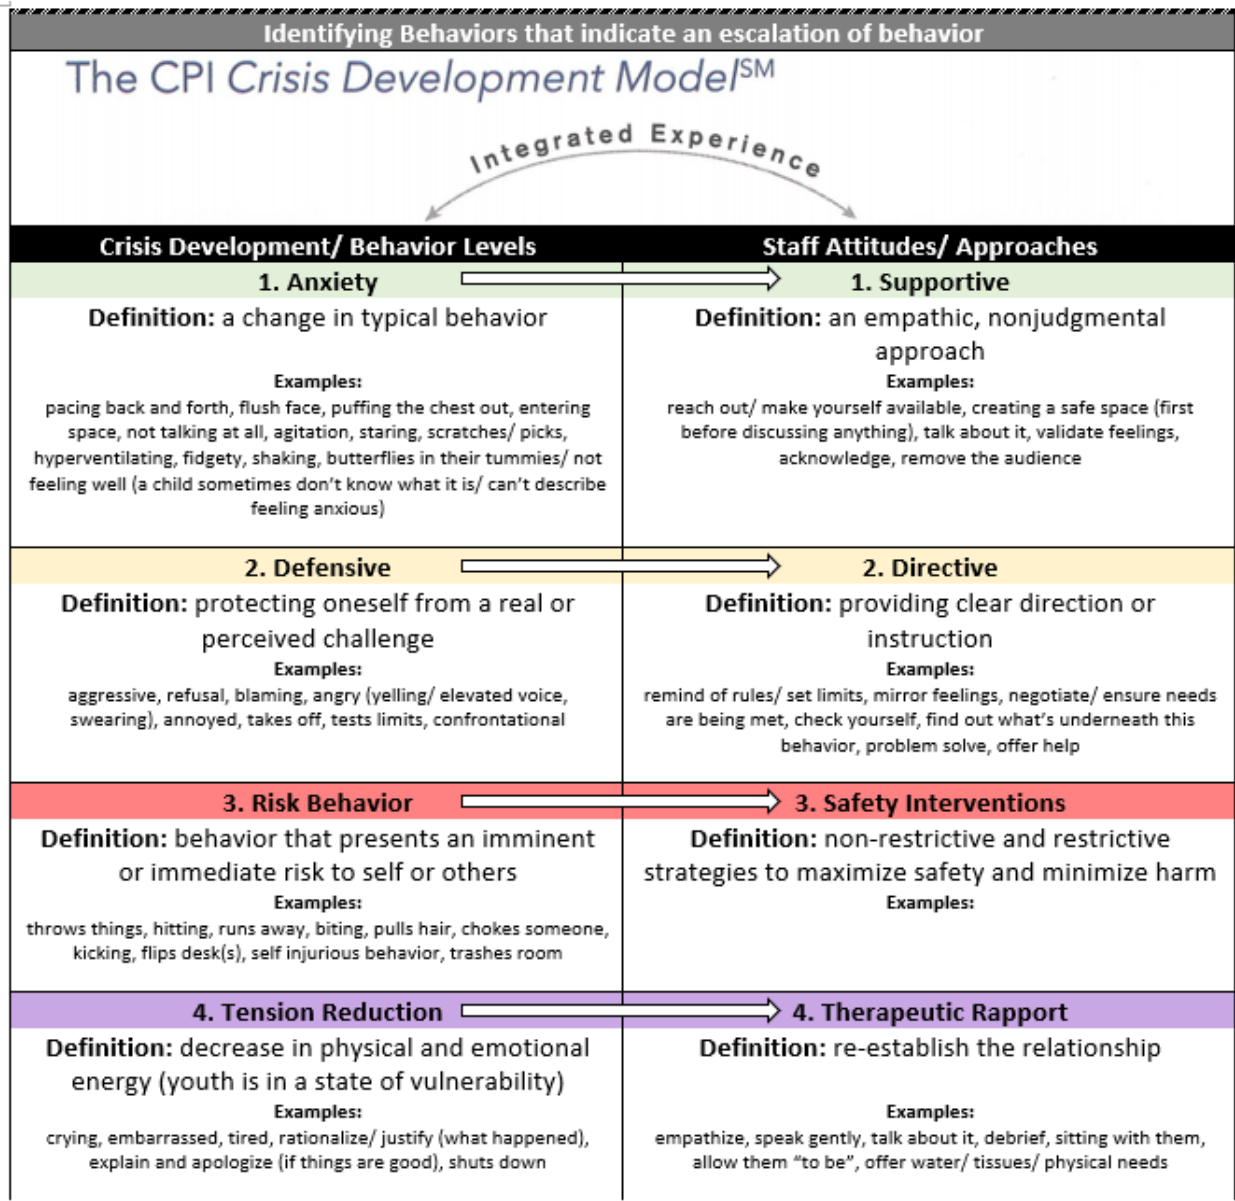 Identifying Behaviors that indicate an escalation of behavior
The CPI Crisis Development Model℠
Integrated Experience
Crisis Development/ Behavior Levels
Staff Attitudes/ Approaches
1. Anxiety
Definition: a change in typical behavior
Examples:
pacing back and forth, flush face, puffing the chest out, entering
space, not talking at all, agitation, staring, scratches/ picks,
hyperventilating, fidgety, shaking, butterflies in their tummies/ not
feeling well (a child sometimes don't know what it is/ can't describe
feeling anxious)
1. Supportive
Definition: an empathic, nonjudgmental
approach
Examples:
reach out/ make yourself available, creating a safe space (first
before discussing anything), talk about it, validate feelings,
acknowledge, remove the audience
2. Defensive
Definition: protecting oneself from a real or
perceived challenge
Examples:
aggressive, refusal, blaming, angry (yelling/ elevated voice,
swearing), annoyed, takes off, tests limits, confrontational
2. Directive
Definition: providing clear direction or
instruction
Examples:
remind of rules/ set limits, mirror feelings, negotiate/ ensure needs
are being met, check yourself, find out what's underneath this
behavior, problem solve, offer help
3. Risk Behavior
Definition: behavior that presents an imminent
or immediate risk to self or others
Examples:
throws things, hitting, runs away, biting, pulls hair, chokes someone,
kicking, flips desk(s), self injurious behavior, trashes room
3. Safety Interventions
Definition: non-restrictive and restrictive
strategies to maximize safety and minimize harm
Examples:
4. Tension Reduction
Definition: decrease in physical and emotional
energy (youth is in a state of vulnerability)
Examples:
crying, embarrassed, tired, rationalize/ justify (what happened),
explain and apologize (if things are good), shuts down
4. Therapeutic Rapport
Definition: re-establish the relationship
Examples:
empathize, speak gently, talk about it, debrief, sitting with them,
allow them "to be", offer water/ tissues/ physical needs